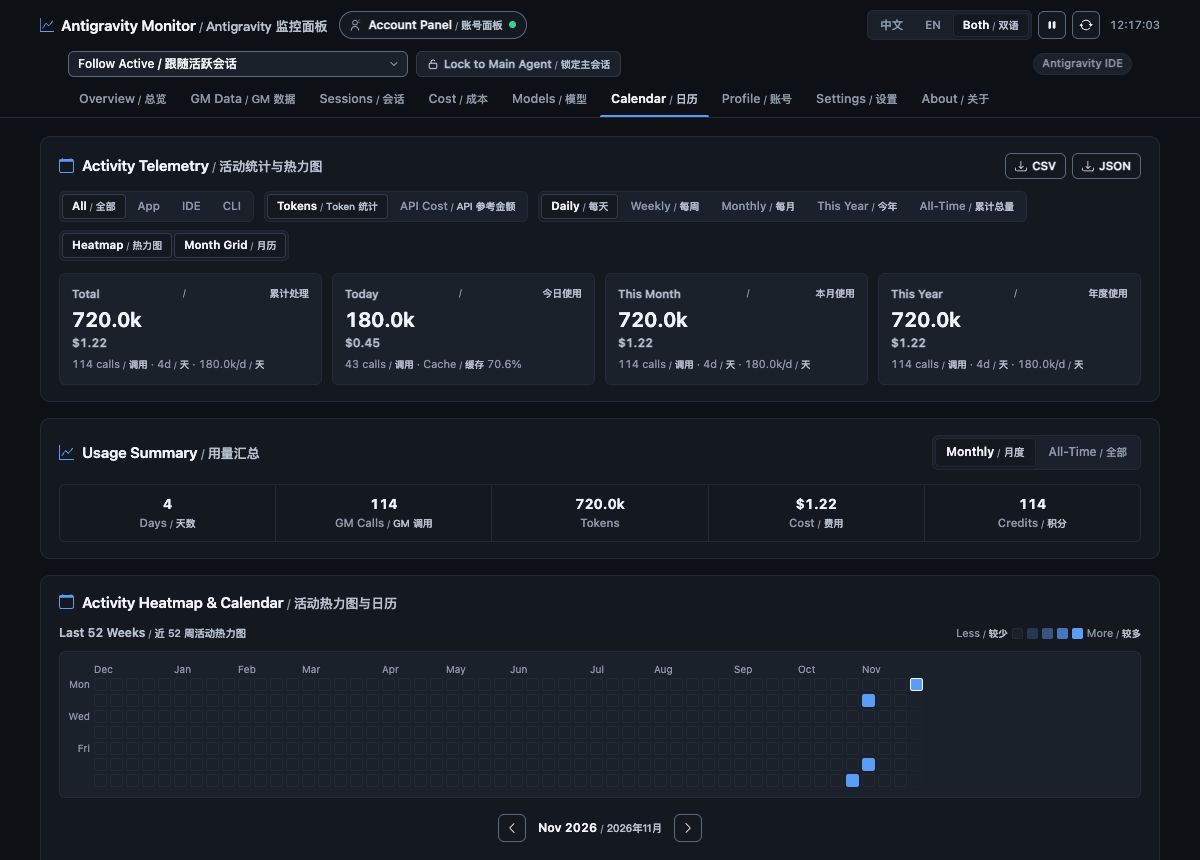 Antigravity Monitor / Antigravity 监控面板
Account Panel / 账号面板
中文 EN Both / 双语
12:17:03
Follow Active / 跟随活跃会话
Lock to Main Agent / 锁定主会话
Antigravity IDE
Overview / 总览 GM Data / GM 数据 Sessions / 会话 Cost / 成本 Models / 模型 Calendar / 日历 Profile / 账号 Settings / 设置 About / 关于
Activity Telemetry / 活动统计与热力图
CSV JSON
All / 全部 App IDE CLI
Tokens / Token 统计 API Cost / API 参考金额
Daily / 每天 Weekly / 每周 Monthly / 每月 This Year / 今年 All-Time / 累计总量
Heatmap / 热力图 Month Grid / 月历
Total / 累计处理
720.0k
$1.22
114 calls / 调用 · 4d / 天 · 180.0k/d / 天
Today / 今日使用
180.0k
$0.45
43 calls / 调用 · Cache / 缓存 70.6%
This Month / 本月使用
720.0k
$1.22
114 calls / 调用 · 4d / 天 · 180.0k/d / 天
This Year / 年度使用
720.0k
$1.22
114 calls / 调用 · 4d / 天 · 180.0k/d / 天
Usage Summary / 用量汇总
Monthly / 月度 All-Time / 全部
4
Days / 天数
114
GM Calls / GM 调用
720.0k
Tokens
$1.22
Cost / 费用
114
Credits / 积分
Activity Heatmap & Calendar / 活动热力图与日历
Last 52 Weeks / 近 52 周活动热力图
Less / 较少 More / 较多
Dec Jan Feb Mar Apr May Jun Jul Aug Sep Oct Nov
Mon
Wed
Fri
Nov 2026 / 2026年11月